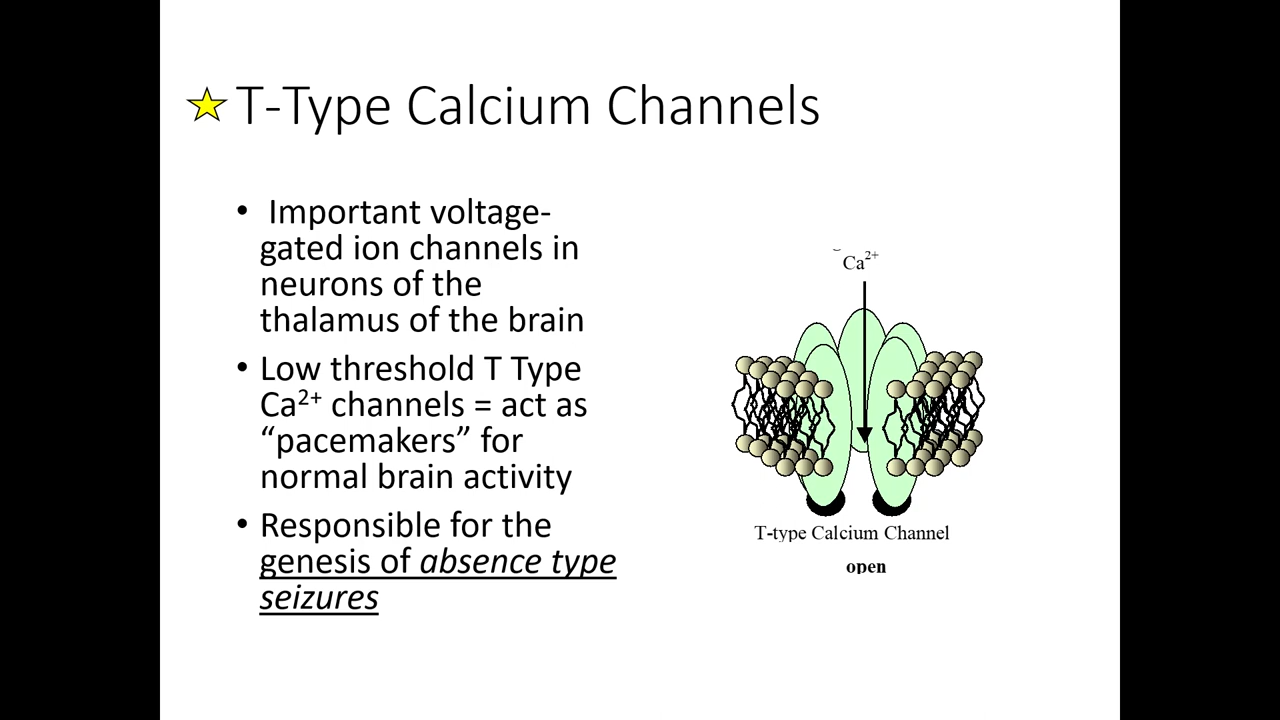 T-Type Calcium Channels
• Important voltage-
gated ion channels in
neurons of the
thalamus of the brain
• Low threshold T Type
Ca²⁺ channels = act as
“pacemakers” for
normal brain activity
• Responsible for the
genesis of absence type
seizures
Ca²⁺
T-type Calcium Channel
open